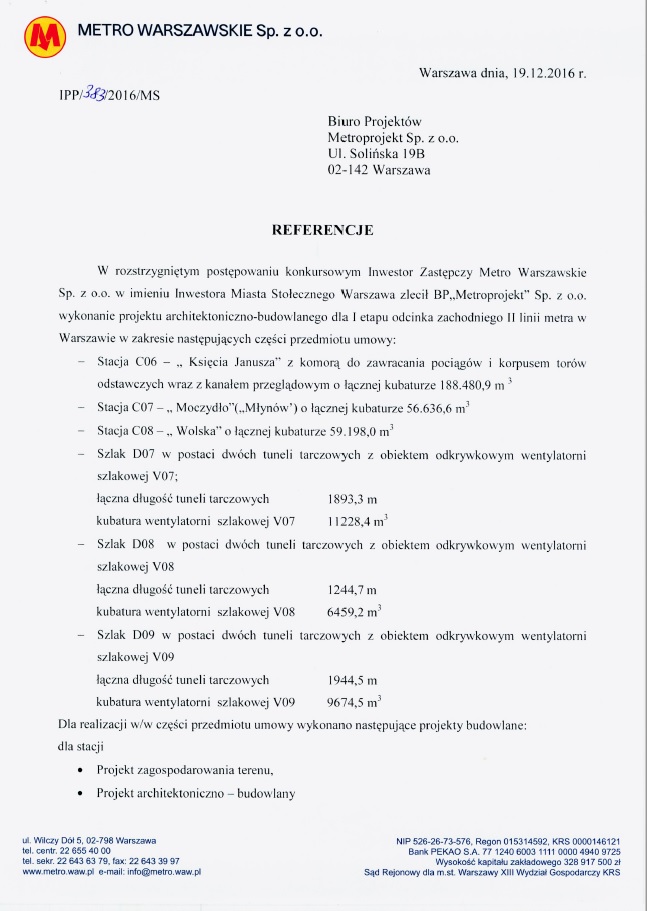 METRO WARSZAWSKIE Sp. z o.o.
Warszawa dnia, 19.12.2016 r.
IPP/383/2016/MS
Biuro Projektów
Metroprojekt Sp. z o.o.
Ul. Solińska 19B
02-142 Warszawa
REFERENCJE
W rozstrzygniętym postępowaniu konkursowym Inwestor Zastępczy Metro Warszawskie
Sp. z o.o. w imieniu Inwestora Miasta Stołecznego Warszawa zlecił BP„Metroprojekt” Sp. z o.o.
wykonanie projektu architektoniczno-budowlanego dla I etapu odcinka zachodniego II linii metra w
Warszawie w zakresie następujących części przedmiotu umowy:
– Stacja C06 – „ Księcia Janusza” z komorą do zawracania pociągów i korpusem torów
odstawczych wraz z kanałem przeglądowym o łącznej kubaturze 188.480,9 m ³
– Stacja C07 – „ Moczydło”(„Młynów’) o łącznej kubaturze 56.636,6 m³
– Stacja C08 – „ Wolska” o łącznej kubaturze 59.198,0 m³
– Szlak D07 w postaci dwóch tuneli tarczowych z obiektem odkrywkowym wentylatorni
szlakowej V07;
łączna długość tuneli tarczowych 1893,3 m
kubatura wentylatorni szlakowej V07 11228,4 m³
– Szlak D08 w postaci dwóch tuneli tarczowych z obiektem odkrywkowym wentylatorni
szlakowej V08
łączna długość tuneli tarczowych 1244,7 m
kubatura wentylatorni szlakowej V08 6459,2 m³
– Szlak D09 w postaci dwóch tuneli tarczowych z obiektem odkrywkowym wentylatorni
szlakowej V09
łączna długość tuneli tarczowych 1944,5 m
kubatura wentylatorni szlakowej V09 9674,5 m³
Dla realizacji w/w części przedmiotu umowy wykonano następujące projekty budowlane:
dla stacji
• Projekt zagospodarowania terenu,
• Projekt architektoniczno – budowlany
ul. Wilczy Dół 5, 02-798 Warszawa
tel. centr. 22 655 40 00
tel. sekr. 22 643 63 79, fax: 22 643 39 97
www.metro.waw.pl e-mail: info@metro.waw.pl
NIP 526-26-73-576, Regon 015314592, KRS 0000146121
Bank PEKAO S.A. 77 1240 6003 1111 0000 4940 9725
Wysokość kapitału zakładowego 328 917 500 zł
Sąd Rejonowy dla m.st. Warszawy XIII Wydział Gospodarczy KRS